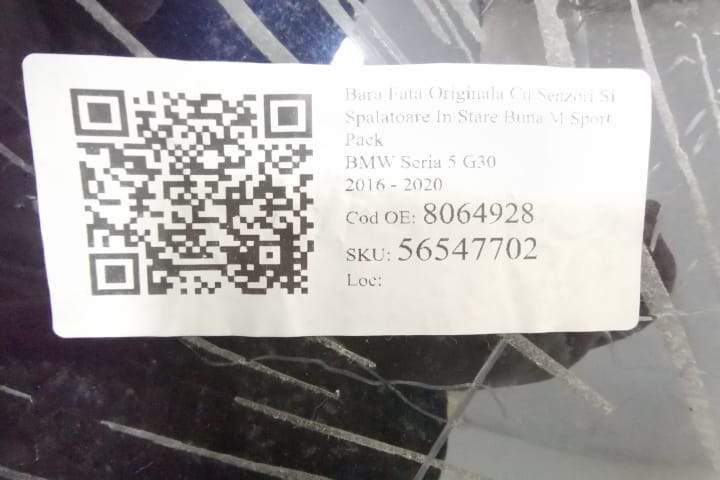 Bara Fata Originala Cu Senzori Si
Spalatoare In Stare Buna M Sport
Pack
BMW Seria 5 G30
2016 - 2020
Cod OE: 8064928
SKU: 56547702
Loc: